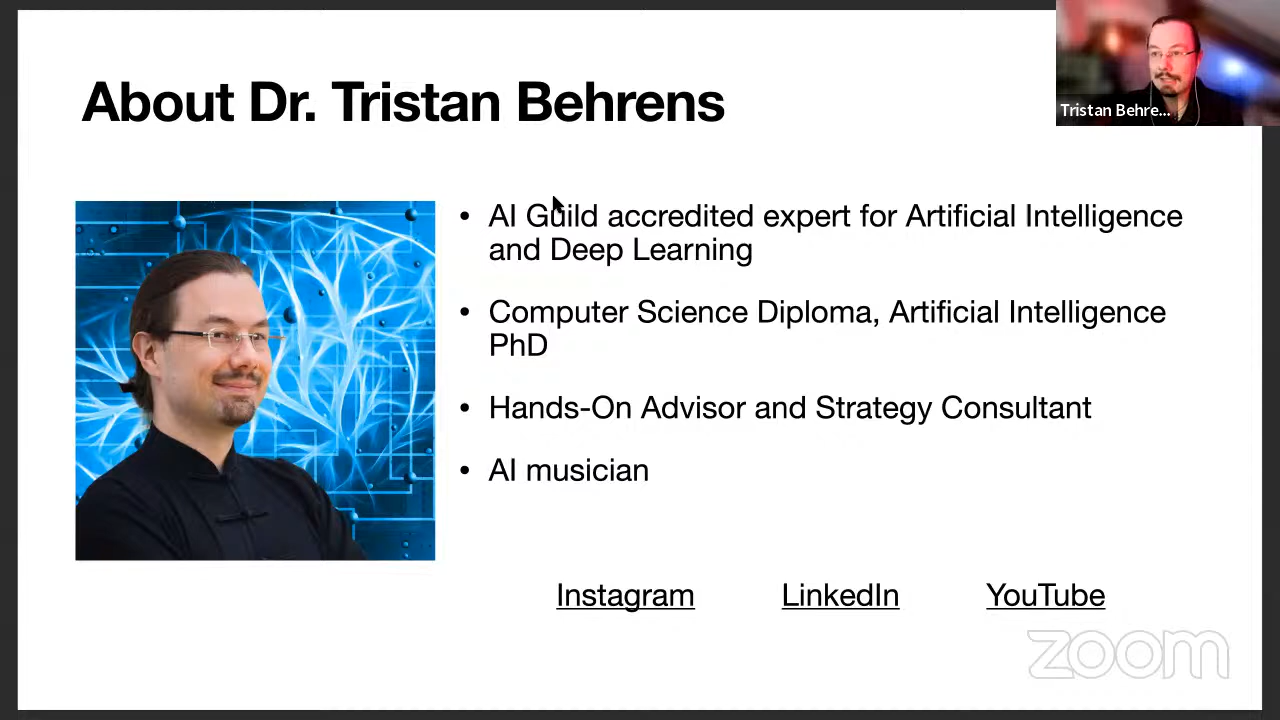 About Dr. Tristan Behrens
Tristan Behre...
• AI Guild accredited expert for Artificial Intelligence
and Deep Learning
• Computer Science Diploma, Artificial Intelligence
PhD
• Hands-On Advisor and Strategy Consultant
• AI musician
Instagram LinkedIn YouTube
zoom